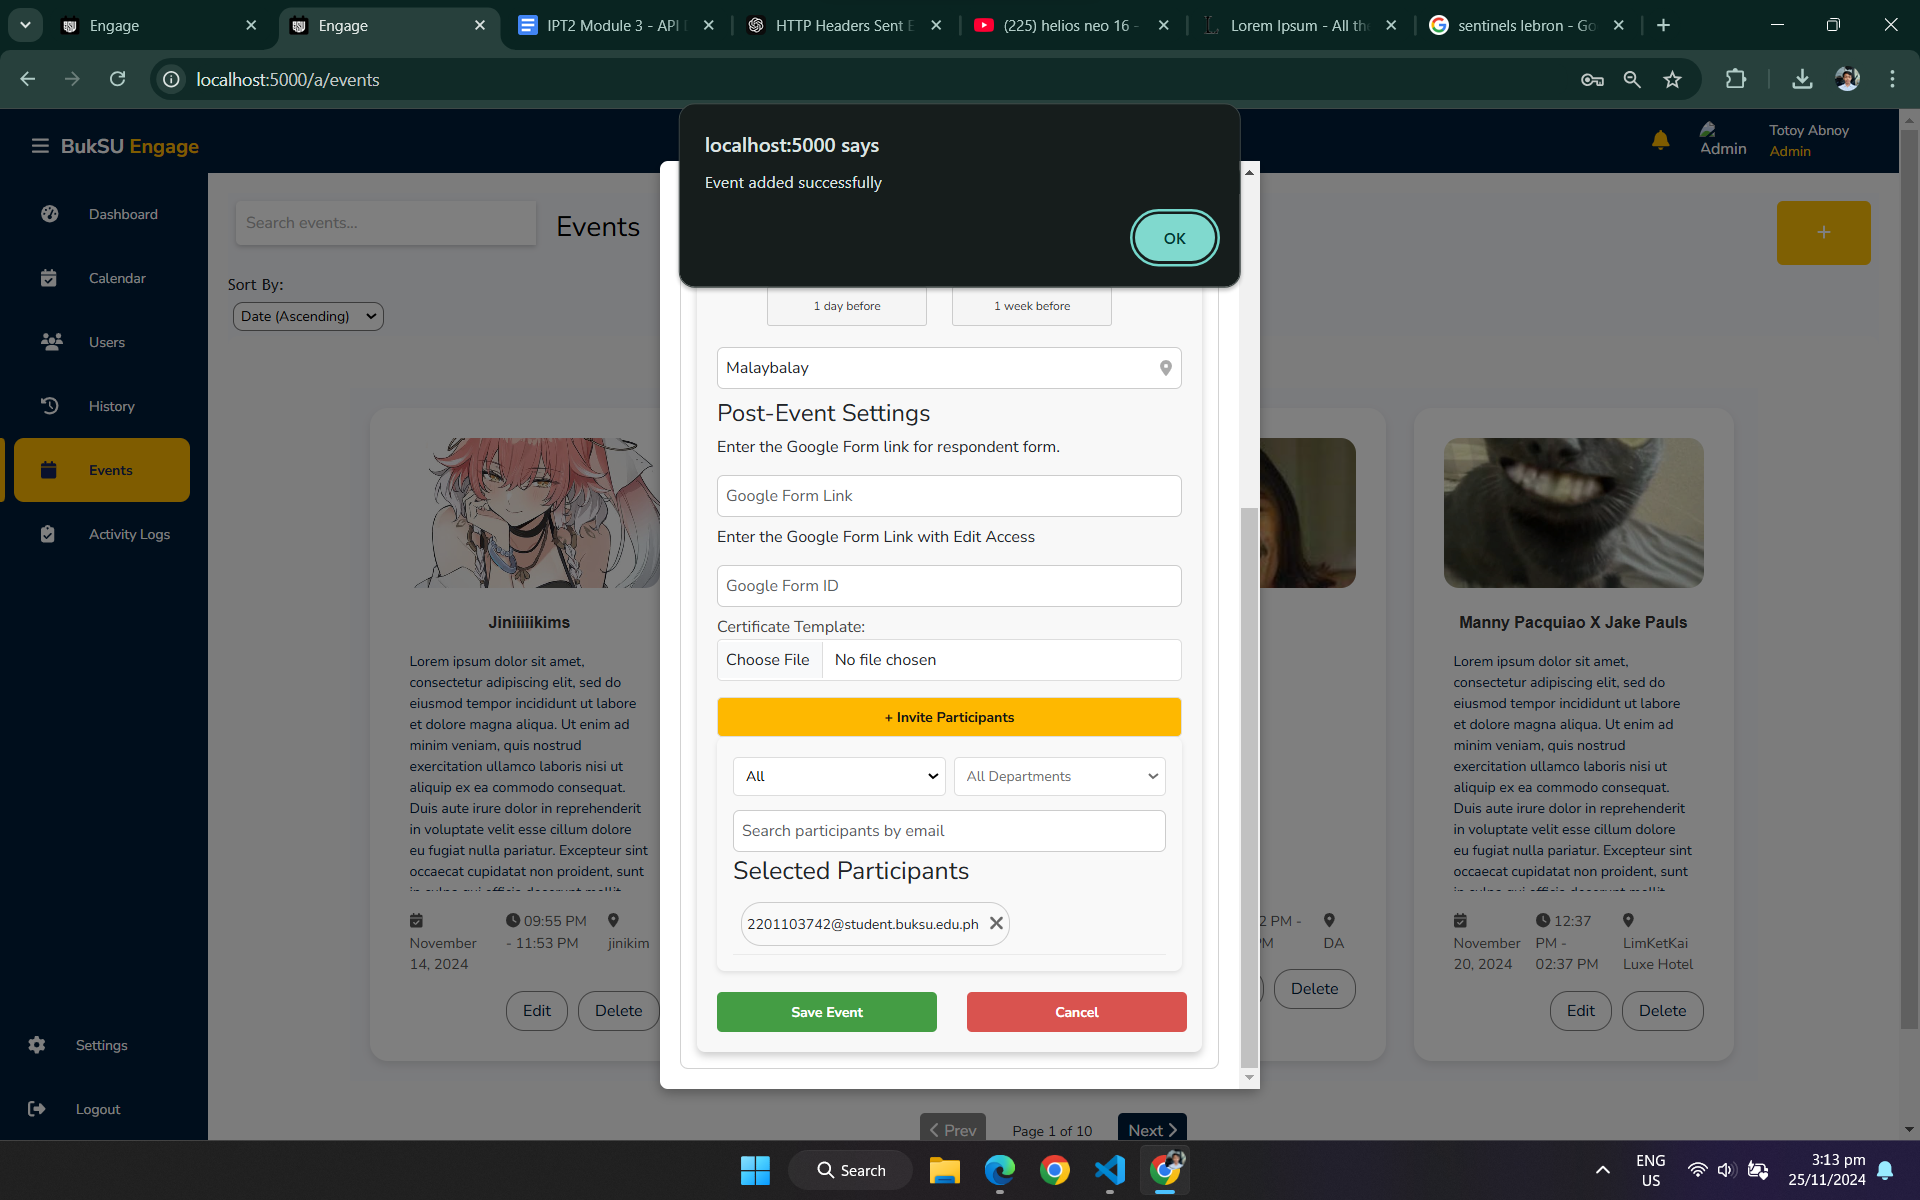 Engage
Engage
IPT2 Module 3 - API
HTTP Headers Sent E
(225) helios neo 16 -
Lorem Ipsum - All the
sentinels lebron - Go
localhost:5000/a/events
BukSU Engage
Admin
Totoy Abnoy
Admin
localhost:5000 says
Event added successfully
OK
Dashboard
Calendar
Users
History
Events
Activity Logs
Settings
Logout
Search events...
Events
+
Sort By:
Date (Ascending)
1 day before
1 week before
Malaybalay
Post-Event Settings
Enter the Google Form link for respondent form.
Google Form Link
Enter the Google Form Link with Edit Access
Google Form ID
Certificate Template:
Choose File
No file chosen
+ Invite Participants
All
All Departments
Search participants by email
Selected Participants
2201103742@student.buksu.edu.ph
Save Event
Cancel
Jiniiiiikims
Lorem ipsum dolor sit amet,
consectetur adipiscing elit, sed do
eiusmod tempor incididunt ut labore
et dolore magna aliqua. Ut enim ad
minim veniam, quis nostrud
exercitation ullamco laboris nisi ut
aliquip ex ea commodo consequat.
Duis aute irure dolor in reprehenderit
in voluptate velit esse cillum dolore
eu fugiat nulla pariatur. Excepteur sint
occaecat cupidatat non proident, sunt
in culpa qui officia deserunt mollit
November 14, 2024
09:55 PM - 11:53 PM
jinikim
Edit
Delete
2 PM -
PM
DA
Delete
Manny Pacquiao X Jake Pauls
Lorem ipsum dolor sit amet,
consectetur adipiscing elit, sed do
eiusmod tempor incididunt ut labore
et dolore magna aliqua. Ut enim ad
minim veniam, quis nostrud
exercitation ullamco laboris nisi ut
aliquip ex ea commodo consequat.
Duis aute irure dolor in reprehenderit
in voluptate velit esse cillum dolore
eu fugiat nulla pariatur. Excepteur sint
occaecat cupidatat non proident, sunt
in culpa qui officia deserunt mollit
November 20, 2024
12:37 PM - 02:37 PM
LimKetKai Luxe Hotel
Edit
Delete
Prev
Page 1 of 10
Next
Search
ENG
US
3:13 pm
25/11/2024